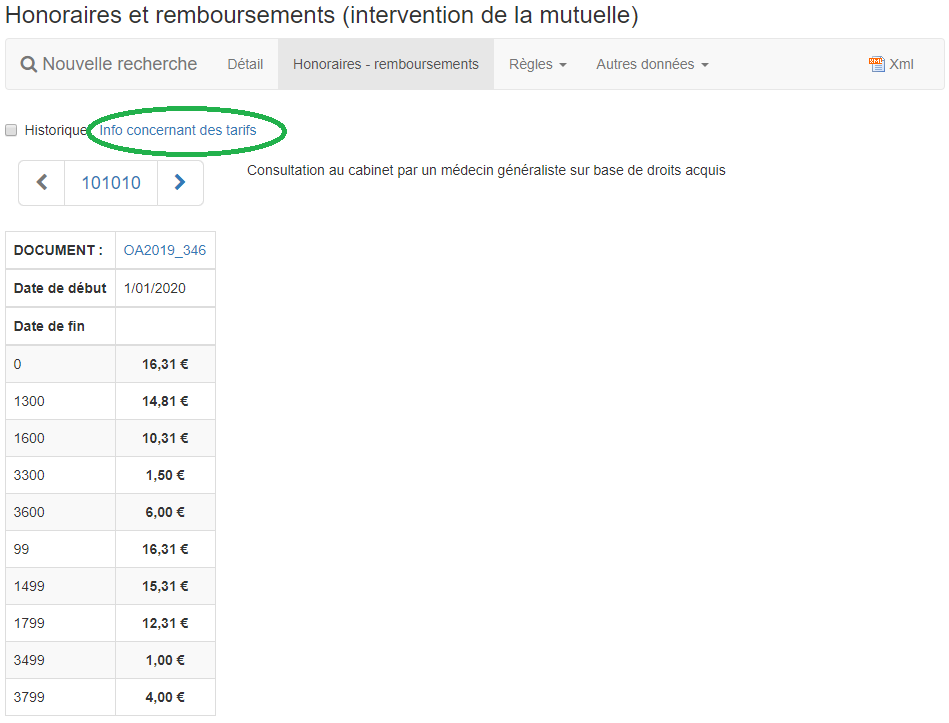 Honoraires et remboursements (intervention de la mutuelle)
Nouvelle recherche Détail Honoraires - remboursements Règles Autres données Xml
Historique Info concernant des tarifs
101010 Consultation au cabinet par un médecin généraliste sur base de droits acquis
DOCUMENT : OA2019_346
Date de début 1/01/2020
Date de fin
0 16,31 €
1300 14,81 €
1600 10,31 €
3300 1,50 €
3600 6,00 €
99 16,31 €
1499 15,31 €
1799 12,31 €
3499 1,00 €
3799 4,00 €